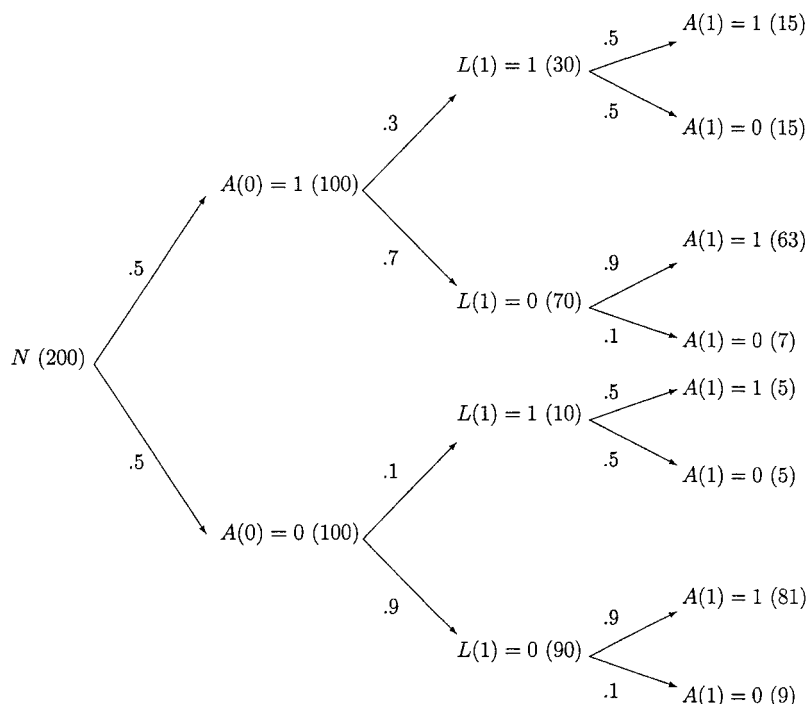 A(1) = 1 (15)
.5
L(1) = 1 (30)
.5
A(1) = 0 (15)
.3
A(0) = 1 (100)
A(1) = 1 (63)
.7
.9
.5
L(1) = 0 (70)
.1
A(1) = 0 (7)
N (200)
A(1) = 1 (5)
.5
L(1) = 1 (10)
.5
.5
.1
A(1) = 0 (5)
A(0) = 0 (100)
A(1) = 1 (81)
.9
.9
L(1) = 0 (90)
.1
A(1) = 0 (9)